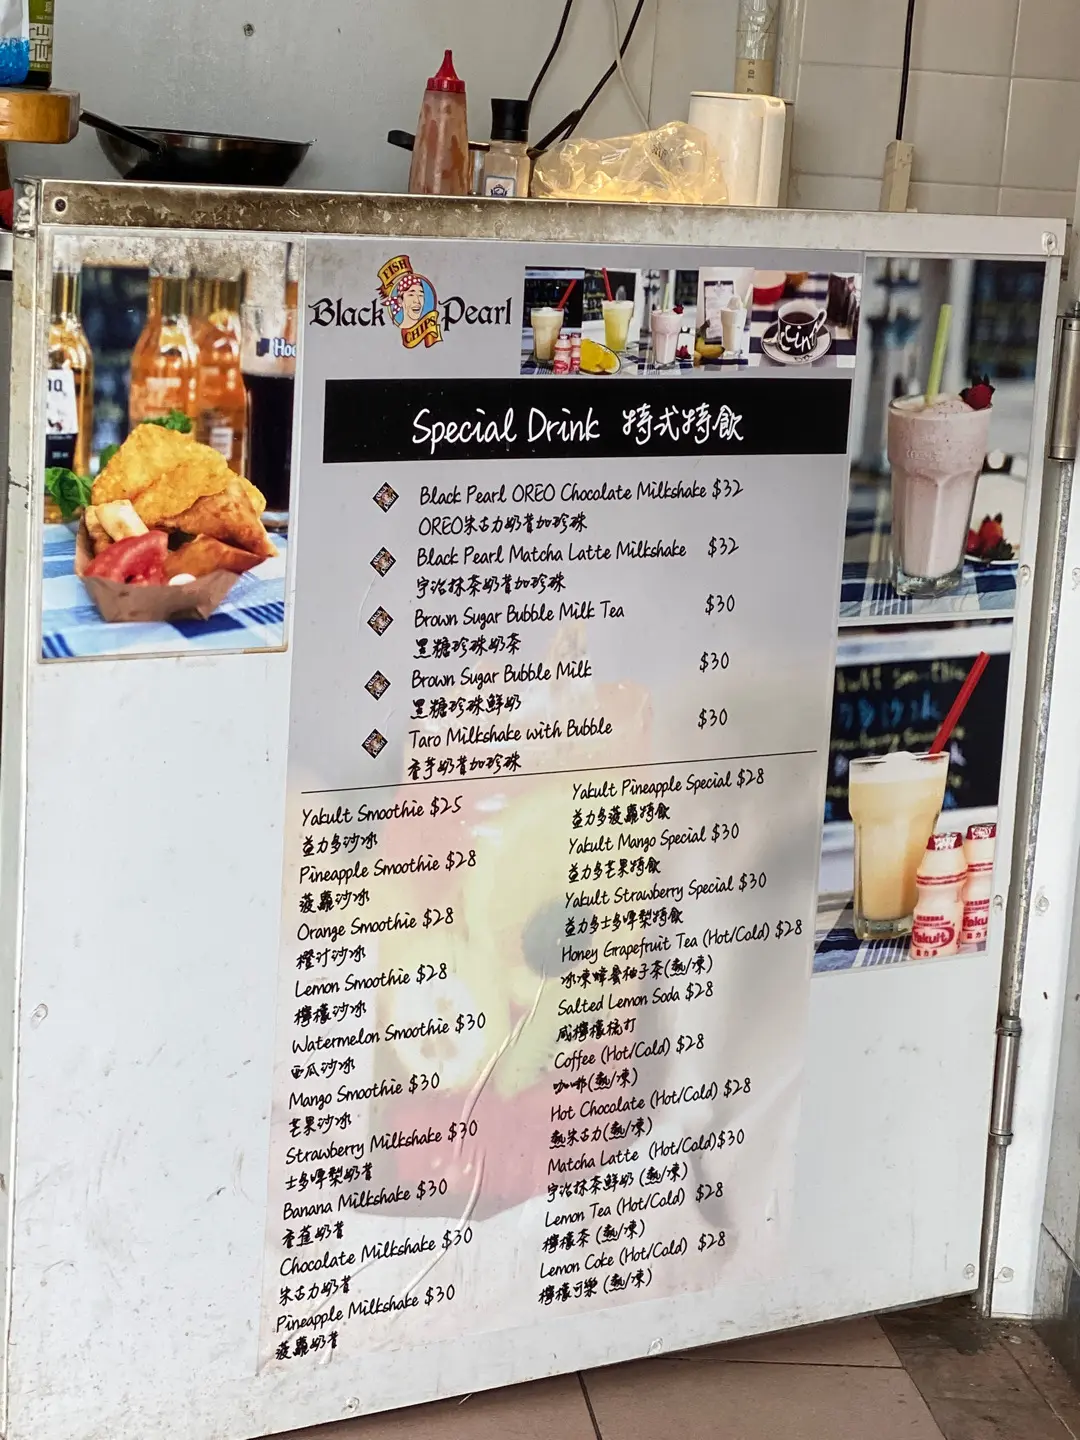 FISH
Black Pearl
CHIPS
Special Drink 特式特飲
Black Pearl OREO Chocolate Milkshake $32
OREO朱古力奶昔加珍珠
Black Pearl Matcha Latte Milkshake $32
宇治抹茶奶昔加珍珠
Brown Sugar Bubble Milk Tea $30
黑糖珍珠奶茶
Brown Sugar Bubble Milk $30
黑糖珍珠鮮奶
Taro Milkshake with Bubble $30
香芋奶昔加珍珠
Yakult Smoothie $25
益力多沙冰
Pineapple Smoothie $28
菠蘿沙冰
Orange Smoothie $28
橙汁沙冰
Lemon Smoothie $28
檸檬沙冰
Watermelon Smoothie $30
西瓜沙冰
Mango Smoothie $30
芒果沙冰
Strawberry Milkshake $30
士多啤梨奶昔
Banana Milkshake $30
香蕉奶昔
Chocolate Milkshake $30
朱古力奶昔
Pineapple Milkshake $30
菠蘿奶昔
Yakult Pineapple Special $28
益力多菠蘿特飲
Yakult Mango Special $30
益力多芒果特飲
Yakult Strawberry Special $30
益力多士多啤梨特飲
Honey Grapefruit Tea (Hot/Cold) $28
冰凍蜂蜜柚子茶(熱/凍)
Salted Lemon Soda $28
咸檸檬梳打
Coffee (Hot/Cold) $28
咖啡(熱/凍)
Hot Chocolate (Hot/Cold) $28
熱朱古力(熱/凍)
Matcha Latte (Hot/Cold)$30
宇治抹茶鮮奶 (熱/凍)
Lemon Tea (Hot/Cold) $28
檸檬茶 (熱/凍)
Lemon Coke (Hot/Cold) $28
檸檬可樂 (熱/凍)
Yakult
益力多
Yakult